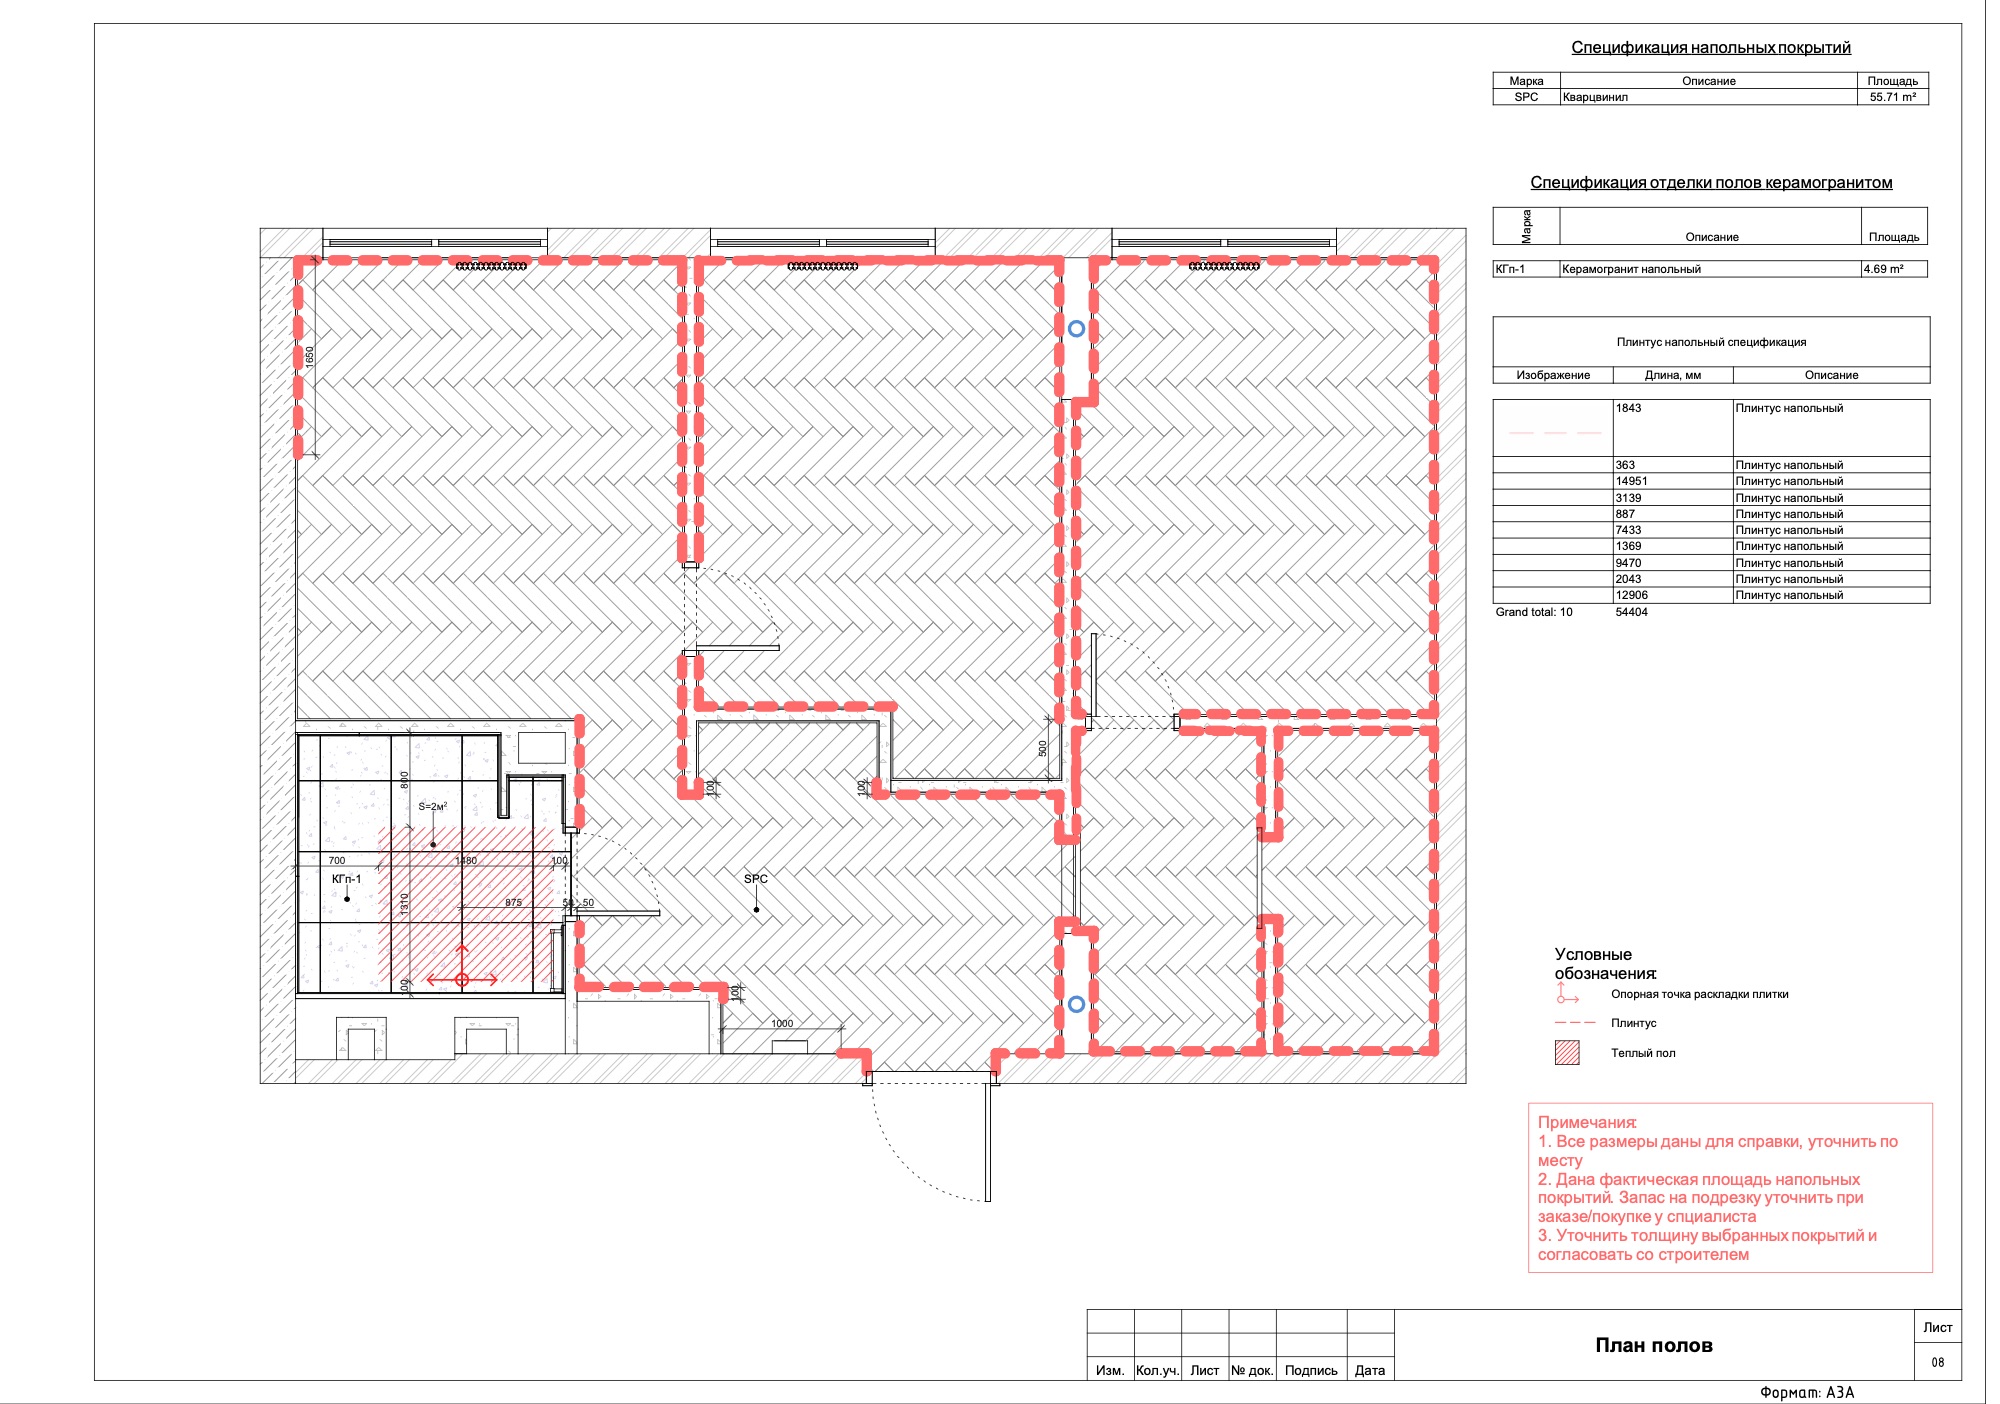 Спецификация напольных покрытий
Марка Описание Площадь
SPC Кварцвинил 55.71 m²
Спецификация отделки полов керамогранитом
Марка Описание Площадь
КГп-1 Керамогранит напольный 4.69 m²
Плинтус напольный спецификация
Изображение Длина, мм Описание
1843 Плинтус напольный
363 Плинтус напольный
14951 Плинтус напольный
3139 Плинтус напольный
887 Плинтус напольный
7433 Плинтус напольный
1369 Плинтус напольный
9470 Плинтус напольный
2043 Плинтус напольный
12906 Плинтус напольный
Grand total: 10 54404
1650
500
100
100
800
S=2м²
700
1480
100
КГп-1
SPC
1310
875
50
50
100
100
1000
Условные
обозначения:
Опорная точка раскладки плитки
Плинтус
Теплый пол
Примечания:
1. Все размеры даны для справки, уточнить по
месту
2. Дана фактическая площадь напольных
покрытий. Запас на подрезку уточнить при
заказе/покупке у спциалиста
3. Уточнить толщину выбранных покрытий и
согласовать со строителем
Изм. Кол.уч. Лист № док. Подпись Дата
План полов
Лист
08
Формат: А3А